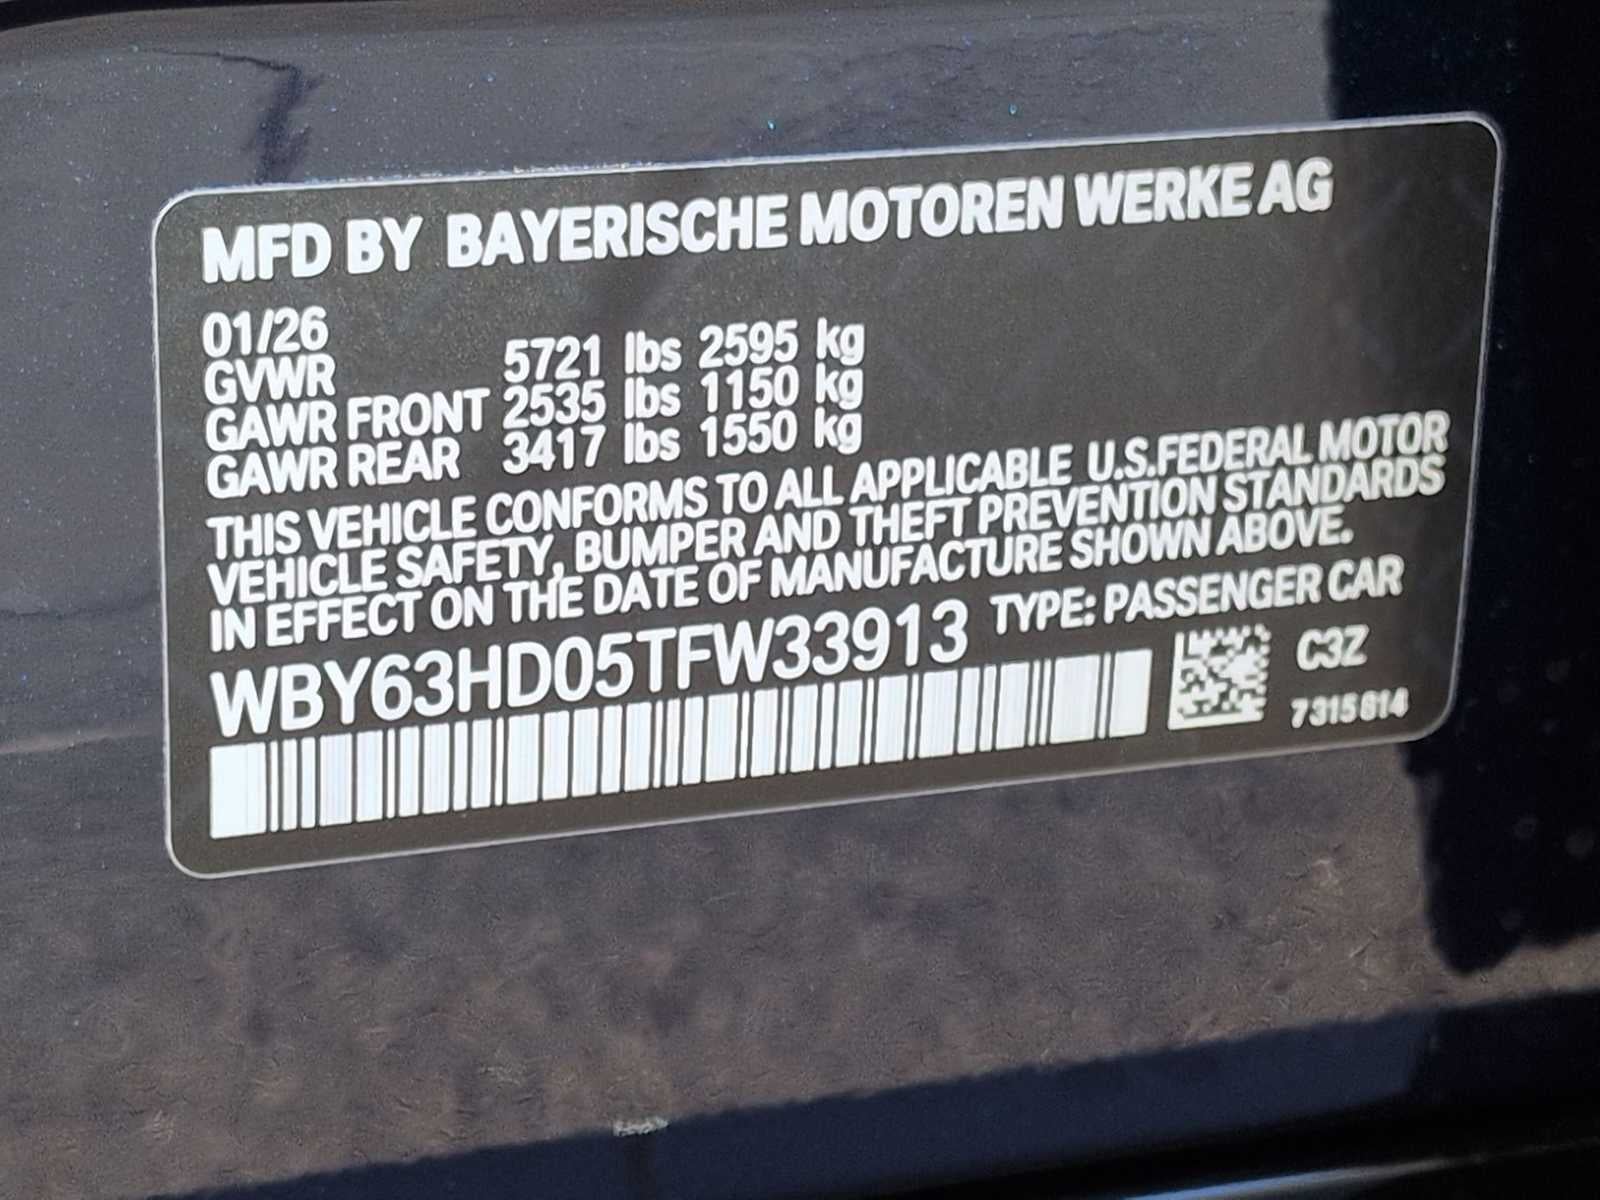 MFD BY BAYERISCHE MOTOREN WERKE AG
01/26
GVWR 5721 lbs 2595 kg
GAWR FRONT 2535 lbs 1150 kg
GAWR REAR 3417 lbs 1550 kg
THIS VEHICLE CONFORMS TO ALL APPLICABLE U.S.FEDERAL MOTOR
VEHICLE SAFETY, BUMPER AND THEFT PREVENTION STANDARDS
IN EFFECT ON THE DATE OF MANUFACTURE SHOWN ABOVE.
WBY63HD05TFW33913 TYPE: PASSENGER CAR
C3Z
7315814